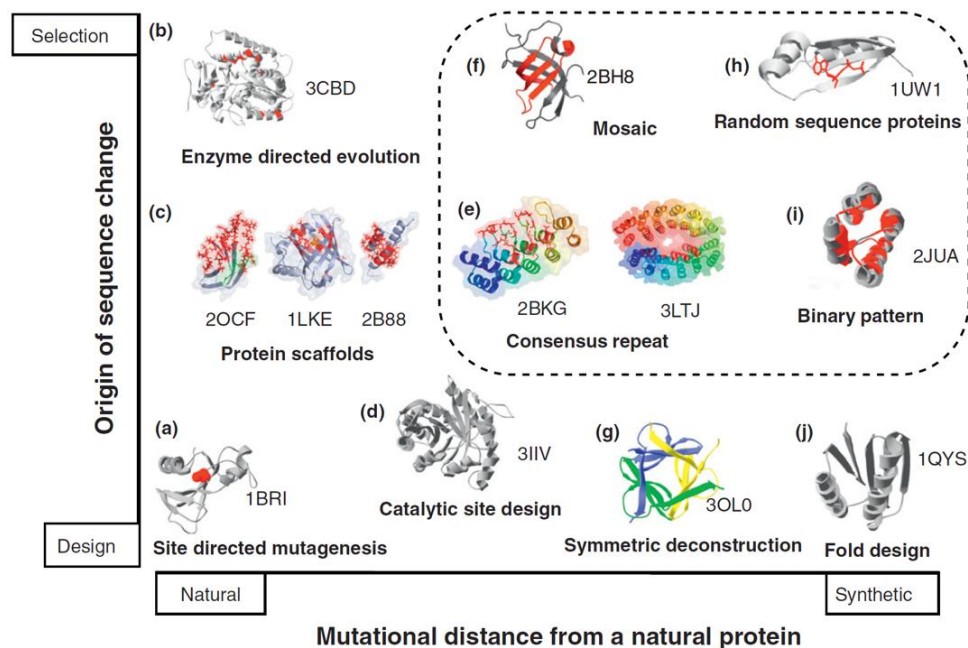 Selection
Origin of sequence change
Design
(b)
3CBD
Enzyme directed evolution
(f)
2BH8
Mosaic
(h)
1UW1
Random sequence proteins
(c)
2OCF
1LKE
2B88
Protein scaffolds
(e)
2BKG
3LTJ
Consensus repeat
(i)
2JUA
Binary pattern
(a)
1BRI
Site directed mutagenesis
(d)
3IIV
Catalytic site design
(g)
3OL0
Symmetric deconstruction
(j)
1QYS
Fold design
Natural
Synthetic
Mutational distance from a natural protein